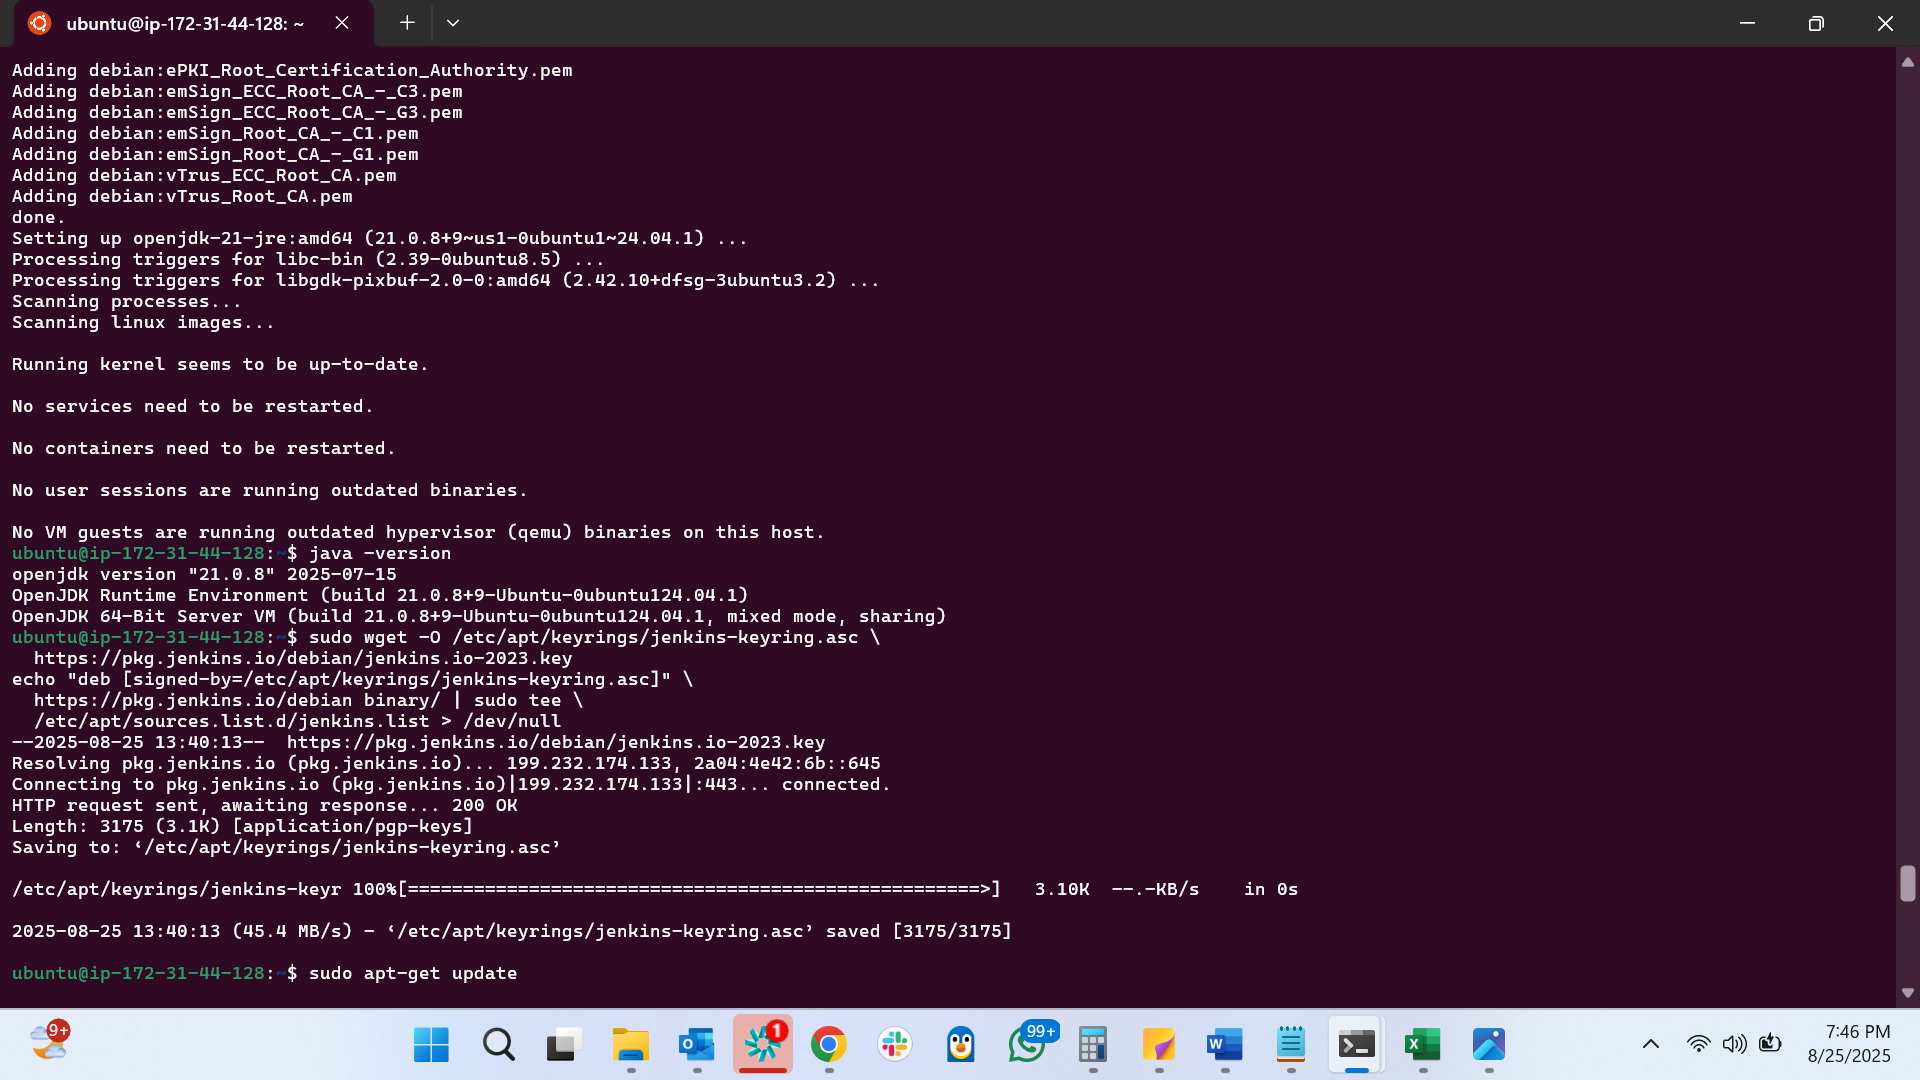 ubuntu@ip-172-31-44-128: ~
Adding debian:ePKI_Root_Certification_Authority.pem
Adding debian:emSign_ECC_Root_CA_-_C3.pem
Adding debian:emSign_ECC_Root_CA_-_G3.pem
Adding debian:emSign_Root_CA_-_C1.pem
Adding debian:emSign_Root_CA_-_G1.pem
Adding debian:vTrus_ECC_Root_CA.pem
Adding debian:vTrus_Root_CA.pem
done.
Setting up openjdk-21-jre:amd64 (21.0.8+9~us1-0ubuntu1~24.04.1) ...
Processing triggers for libc-bin (2.39-0ubuntu8.5) ...
Processing triggers for libgdk-pixbuf-2.0-0:amd64 (2.42.10+dfsg-3ubuntu3.2) ...
Scanning processes...
Scanning linux images...
Running kernel seems to be up-to-date.
No services need to be restarted.
No containers need to be restarted.
No user sessions are running outdated binaries.
No VM guests are running outdated hypervisor (qemu) binaries on this host.
ubuntu@ip-172-31-44-128:~$ java -version
openjdk version "21.0.8" 2025-07-15
OpenJDK Runtime Environment (build 21.0.8+9-Ubuntu-0ubuntu124.04.1)
OpenJDK 64-Bit Server VM (build 21.0.8+9-Ubuntu-0ubuntu124.04.1, mixed mode, sharing)
ubuntu@ip-172-31-44-128:~$ sudo wget -O /etc/apt/keyrings/jenkins-keyring.asc \
  https://pkg.jenkins.io/debian/jenkins.io-2023.key
echo "deb [signed-by=/etc/apt/keyrings/jenkins-keyring.asc]" \
  https://pkg.jenkins.io/debian binary/ | sudo tee \
  /etc/apt/sources.list.d/jenkins.list > /dev/null
--2025-08-25 13:40:13--  https://pkg.jenkins.io/debian/jenkins.io-2023.key
Resolving pkg.jenkins.io (pkg.jenkins.io)... 199.232.174.133, 2a04:4e42:6b::645
Connecting to pkg.jenkins.io (pkg.jenkins.io)|199.232.174.133|:443... connected.
HTTP request sent, awaiting response... 200 OK
Length: 3175 (3.1K) [application/pgp-keys]
Saving to: ‘/etc/apt/keyrings/jenkins-keyring.asc’
/etc/apt/keyrings/jenkins-keyr 100%[====================================================>]   3.10K  --.-KB/s    in 0s
2025-08-25 13:40:13 (45.4 MB/s) - ‘/etc/apt/keyrings/jenkins-keyring.asc’ saved [3175/3175]
ubuntu@ip-172-31-44-128:~$ sudo apt-get update
9+
1
99+
7:46 PM
8/25/2025